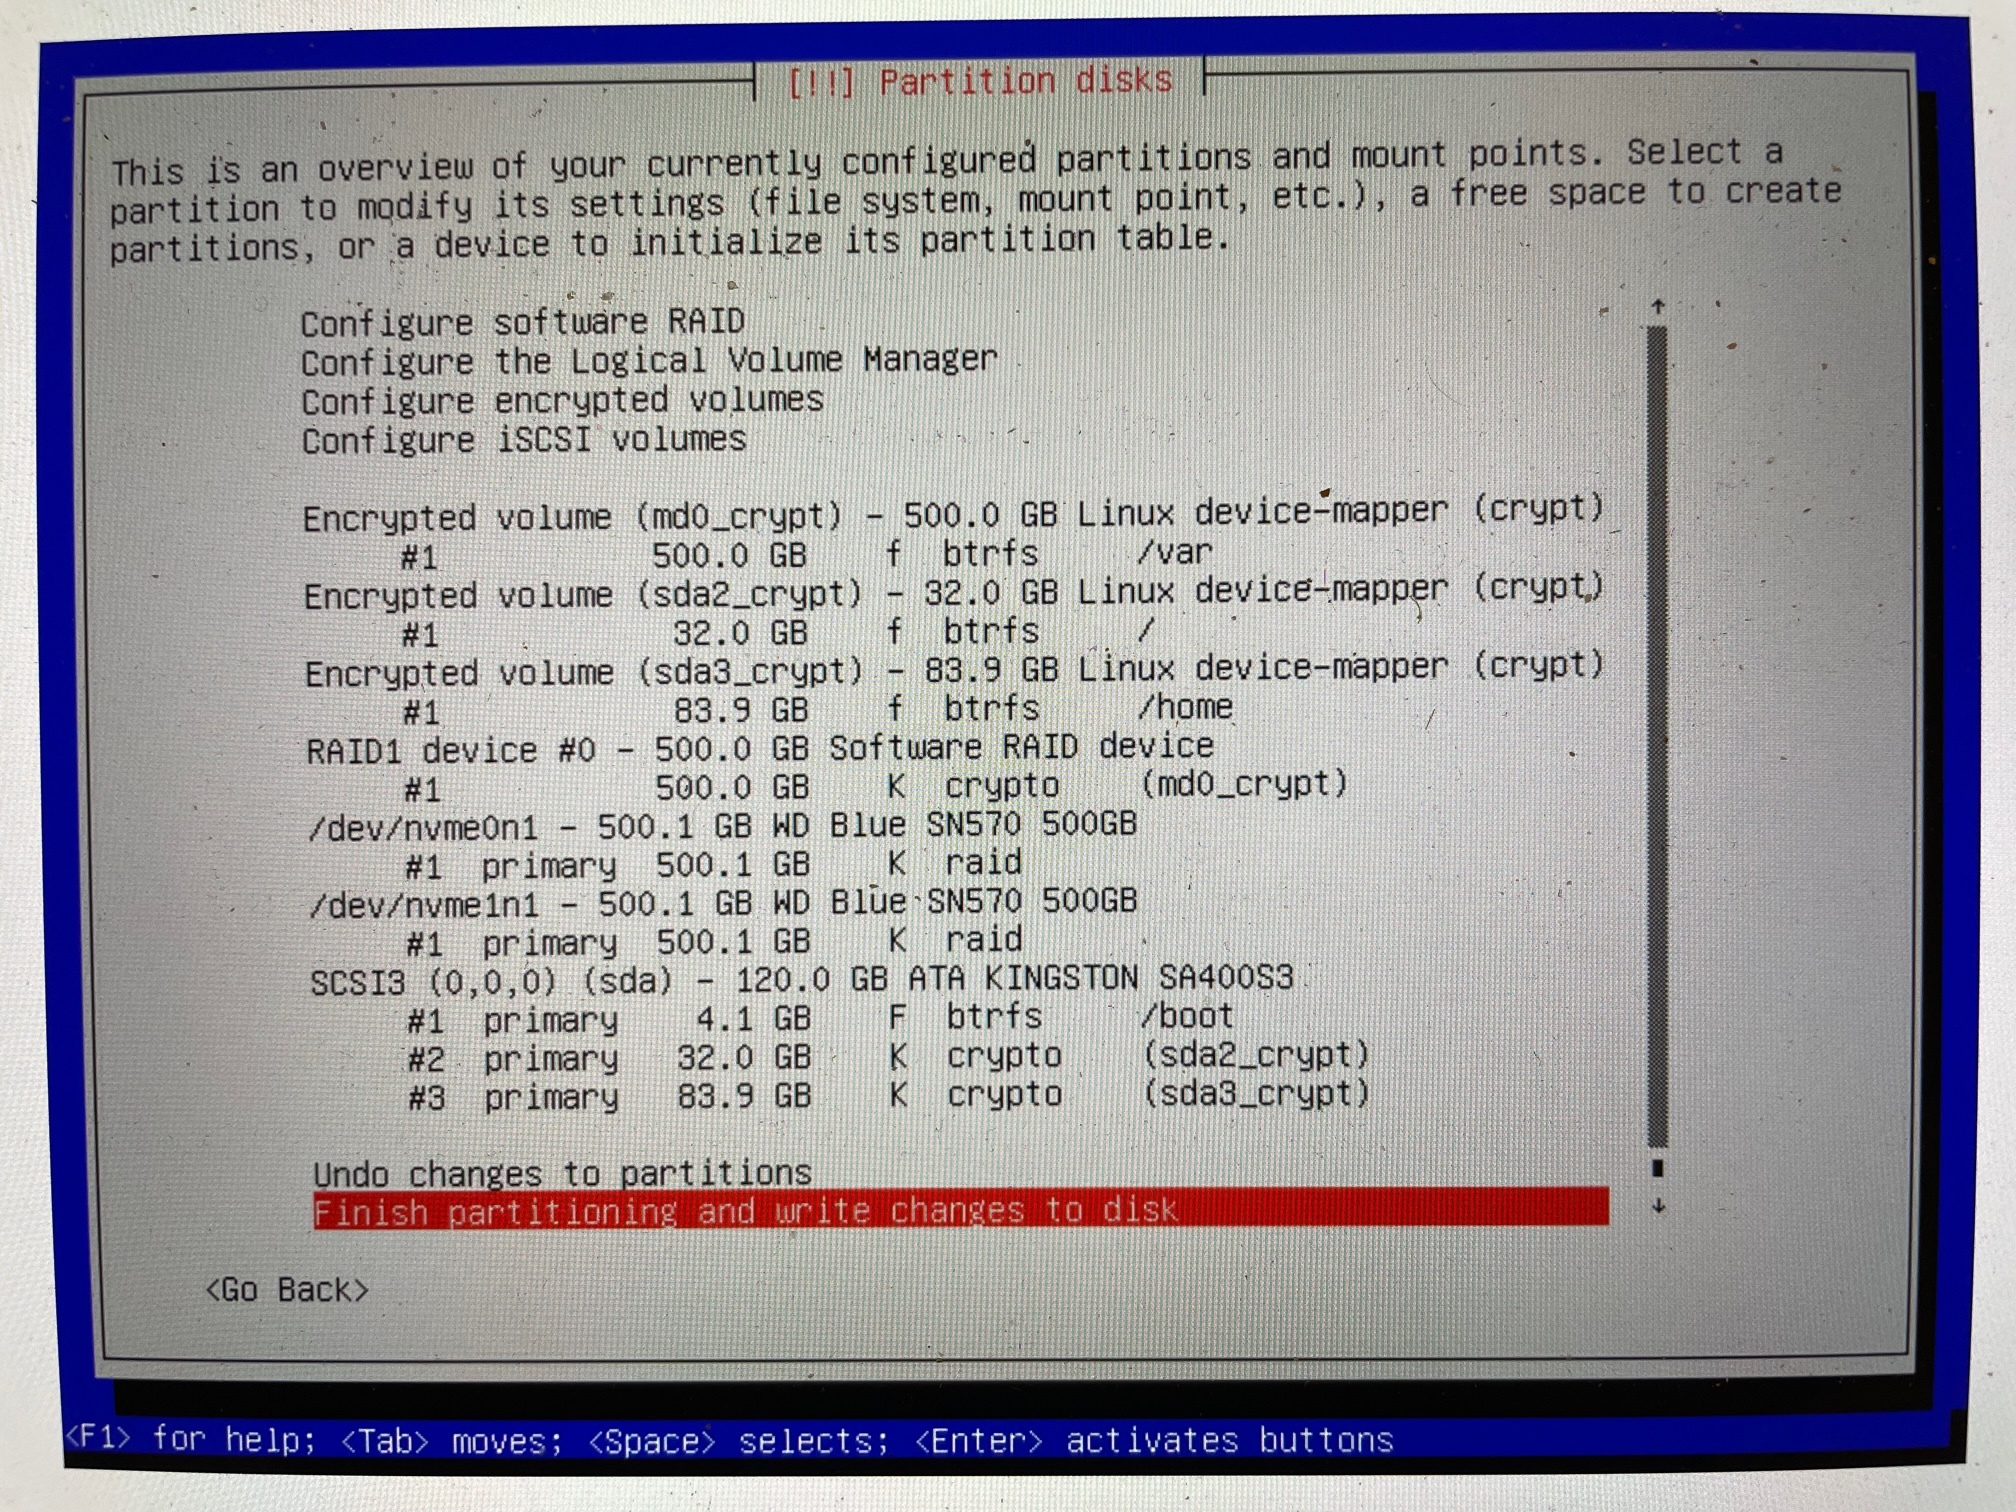 [!!] Partition disks
This is an overview of your currently configured partitions and mount points. Select a
partition to modify its settings (file system, mount point, etc.), a free space to create
partitions, or a device to initialize its partition table.
Configure software RAID
Configure the Logical Volume Manager
Configure encrypted volumes
Configure iSCSI volumes
Encrypted volume (md0_crypt) - 500.0 GB Linux device-mapper (crypt)
#1 500.0 GB f btrfs /var
Encrypted volume (sda2_crypt) - 32.0 GB Linux device-mapper (crypt)
#1 32.0 GB f btrfs /
Encrypted volume (sda3_crypt) - 83.9 GB Linux device-mapper (crypt)
#1 83.9 GB f btrfs /home
RAID1 device #0 - 500.0 GB Software RAID device
#1 500.0 GB K crypto (md0_crypt)
/dev/nvme0n1 - 500.1 GB WD Blue SN570 500GB
#1 primary 500.1 GB K raid
/dev/nvme1n1 - 500.1 GB WD Blue SN570 500GB
#1 primary 500.1 GB K raid
SCSI3 (0,0,0) (sda) - 120.0 GB ATA KINGSTON SA400S3
#1 primary 4.1 GB F btrfs /boot
#2 primary 32.0 GB K crypto (sda2_crypt)
#3 primary 83.9 GB K crypto (sda3_crypt)
Undo changes to partitions
Finish partitioning and write changes to disk
<Go Back>
<F1> for help; <Tab> moves; <Space> selects; <Enter> activates buttons